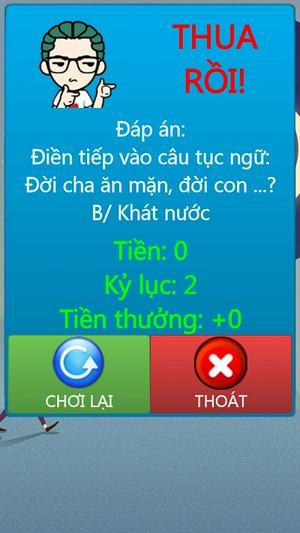 THUA
RỒI!
Đáp án:
Điền tiếp vào câu tục ngữ:
Đời cha ăn mặn, đời con ...?
B/ Khát nước
Tiền: 0
Kỷ lục: 2
Tiền thưởng: +0
CHƠI LẠI
THOÁT